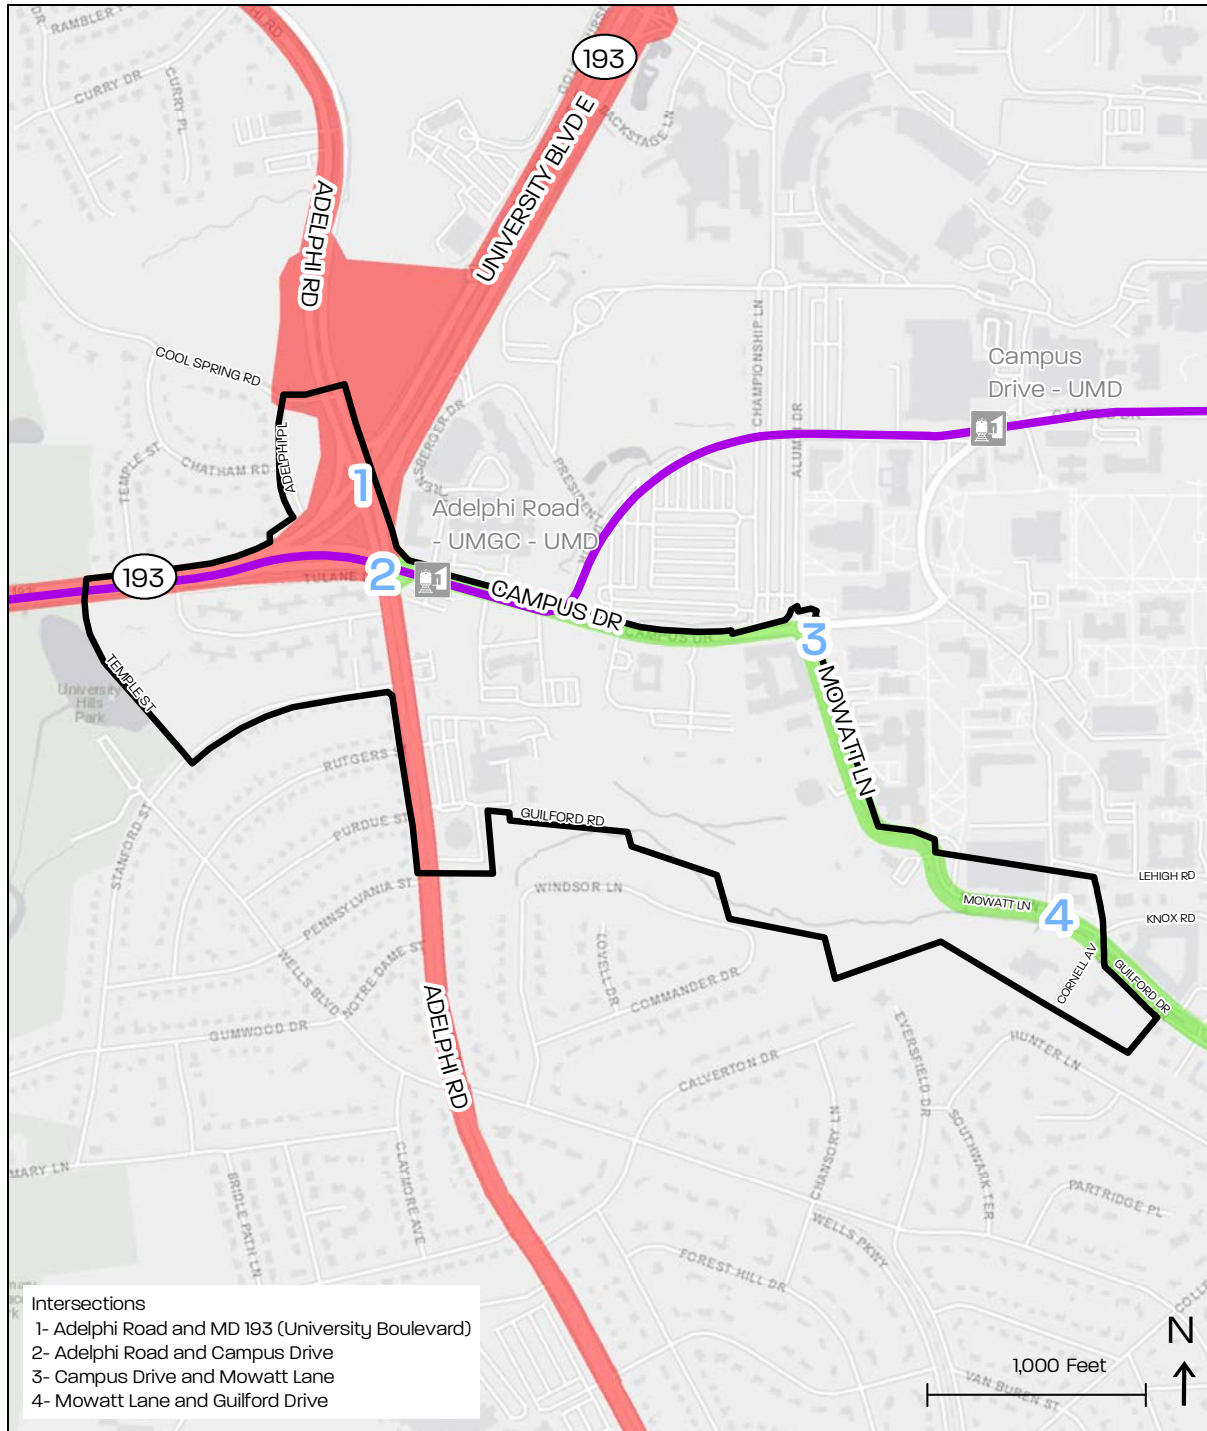 RAMBLER
DR
HI RD
193
CURRY DR
CURRY PL
BACKSTAGE LN
UNIVERSITY BLVD E
ADELPHI RD
CHAMPIONSHIP LN
ALUMNI DR
COOL SPRING RD
Campus
Drive - UMD
CAMPUS DR
TEMPLE ST
CHATHAM RD
ADELPHI PL
PRESIDENT
1
Adelphi Road
- UMGC - UMD
193
TULANE
2
CAMPUS DR
CAMPUS DR
3
TEMPLE ST
University
Hills
Park
MOWATT LN
RUTGERS ST
PURDUE ST
STANFORD ST
GUILFORD RD
PENNSYLVANIA ST
WINDSOR LN
LEHIGH RD
MOWATT LN
4
KNOX RD
WELLS BLVD
NOTRE DAME ST
LOVELL DR
COMMANDER DR
CORNELL AV
GUILFORD DR
GUMWOOD DR
ADELPHI RD
CALVERTON DR
EVERSFIELD DR
HUNTER LN
CHANSORY LN
SOUTHWARK TER
MARY LN
BRIDLE PATH LN
CLAYMORE AVE
PARTRIDGE PL
WELLS PKWY
FOREST HILL DR
VAN BUREN ST
Intersections
1- Adelphi Road and MD 193 (University Boulevard)
2- Adelphi Road and Campus Drive
3- Campus Drive and Mowatt Lane
4- Mowatt Lane and Guilford Drive
1,000 Feet
N